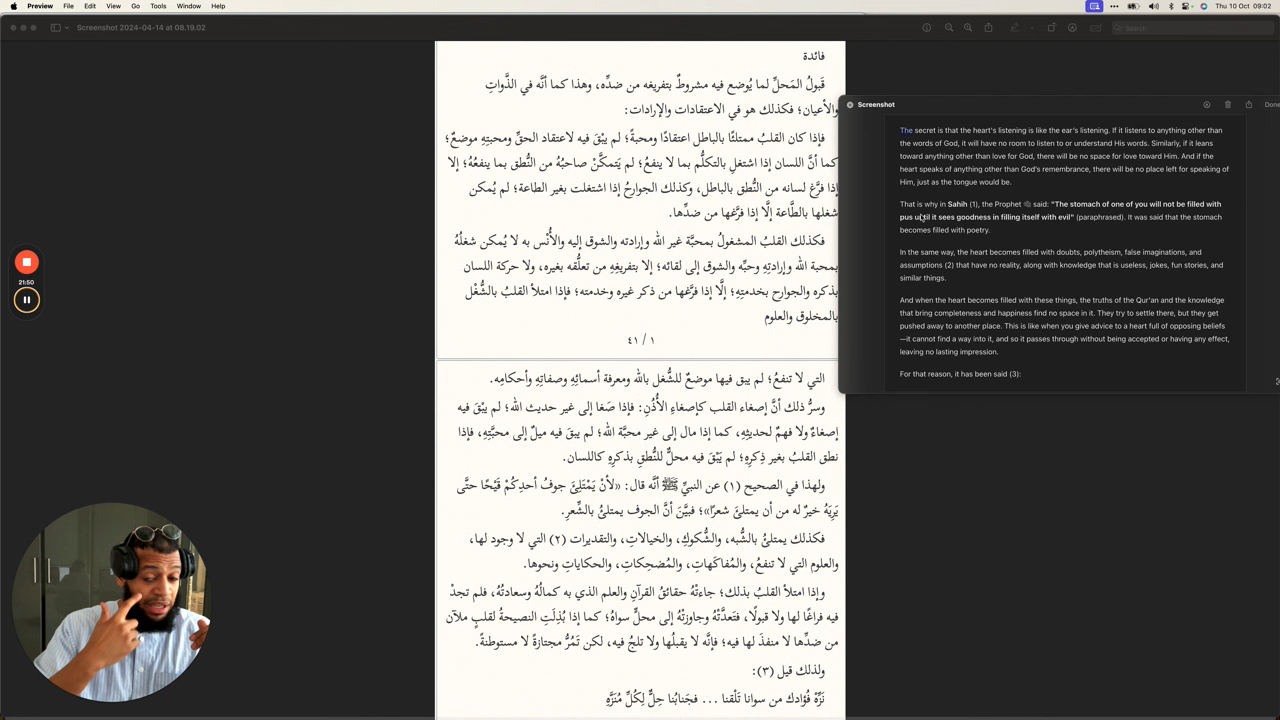 Preview File Edit View Go Tools Window Help
Thu 10 Oct 09:02
Screenshot 2024-04-14 at 08.19.02
Search
فائدة
قَبولُ المَحلِّ لما يُوضع فيه مشروطٌ بتفريغه من ضدِّه، وهذا كما أنَّه في الذَّواتِ
والأعيان؛ فكذلك هو في الاعتقادات والإرادات:
فإذا كان القلبُ ممتلئًا بالباطل اعتقادًا ومحبةً؛ لم يبْقَ فيه لاعتقاد الحقِّ ومحبتهِ موضعٌ؛
كما أنَّ اللسان إذا اشتغل بالتكلُّم بما لا ينفعُ؛ لم يَتمكَّنْ صاحبُهُ من النُّطق بما ينفعُهُ؛ إلا
إذا فرَّغ لسانه من النُّطق بالباطل، وكذلك الجوارحُ إذا اشتغلت بغير الطاعة؛ لم يُمكن
شغلها بالطَّاعة إلَّا إذا فرَّغها من ضدِّها.
فكذلك القلبُ المشغولُ بمحبَّة غير الله وإرادته والشوق إليه والأُنْس به لا يُمكن شغلُهُ
بمحبة الله وإرادتِهِ وحبِّه والشوق إلى لقائه؛ إلا بتفريغِهِ من تعلُّقه بغيره، ولا حركة اللسان
بذكره والجوارح بخدمتِهِ؛ إلَّا إذا فرَّغها من ذكر غيره وخدمته؛ فإذا امتلأ القلبُ بالشُّغْل
بالمخلوق والعلوم
١ / ٤١
التي لا تنفعُ؛ لم يبق فيها موضعٌ للشُّغل بالله ومعرفة أسمائِهِ وصفاتِهِ وأحكامِهِ.
وسرُّ ذلك أنَّ إصغاء القلب كإصغاءِ الأُذُنِ: فإذا صَغا إلى غير حديث الله؛ لم يبْقَ فيه
إصغاءٌ ولا فهمٌ لحديثِهِ، كما إذا مال إلى غير محبَّة الله؛ لم يبقَ فيه ميلٌ إلى محبَّتِهِ، فإذا
نطق القلبُ بغير ذِكرِهِ؛ لم يَبْقَ فيه محلٌّ للنُّطقِ بذكرِهِ كاللسان.
ولهذا في الصحيح (١) عن النبيِّ ﷺ أنَّه قال: «لأنْ يَمْتلِئَ جوفُ أحدِكُمْ قَيْحًا حتَّى
يَرِيَهُ خيرٌ له من أن يمتلئَ شعرًا»؛ فبيَّن أنَّ الجوف يمتلئُ بالشِّعرِ.
فكذلك يمتلئُ بالشُّبه، والشُّكوكِ، والخيالاتِ، والتقديرات (٢) التي لا وجود لها،
والعلوم التي لا تنفعُ، والمُفاكَهاتِ، والمُضحِكاتِ، والحكاياتِ ونحوها.
وإذا امتلأ القلبُ بذلك؛ جاءتْهُ حقائقُ القرآنِ والعلم الذي به كمالُهُ وسعادتُهُ، فلم تجدْ
فيه فراغًا لها ولا قبولًا، فتَعدَّتْهُ وجاوزتْهُ إلى محلٍّ سواهُ؛ كما إذا بُذِلَتِ النصيحةُ لقلبٍ ملآن
من ضدِّها لا منفذَ لها فيه؛ فإنَّه لا يقبلُها ولا تلجُ فيه، لكن تَمُرُّ مجتازةً لا مستوطنةً.
ولذلك قيل (٣):
نَزِّهْ فُؤادك من سوانا تَلْقنا ... فجَنابُنا حِلٌّ لِكُلِّ مُنَزَّهِ
Screenshot
Done
The secret is that the heart's listening is like the ear's listening. If it listens to anything other than
the words of God, it will have no room to listen to or understand His words. Similarly, if it leans
toward anything other than love for God, there will be no space for love toward Him. And if the
heart speaks of anything other than God's remembrance, there will be no place left for speaking of
Him, just as the tongue would be.
That is why in Sahih (1), the Prophet ﷺ said: "The stomach of one of you will not be filled with
pus until it sees goodness in filling itself with evil" (paraphrased). It was said that the stomach
becomes filled with poetry.
In the same way, the heart becomes filled with doubts, polytheism, false imaginations, and
assumptions (2) that have no reality, along with knowledge that is useless, jokes, fun stories, and
similar things.
And when the heart becomes filled with these things, the truths of the Qur'an and the knowledge
that bring completeness and happiness find no space in it. They try to settle there, but they get
pushed away to another place. This is like when you give advice to a heart full of opposing beliefs
—it cannot find a way into it, and so it passes through without being accepted or having any effect,
leaving no lasting impression.
For that reason, it has been said (3):
21:50